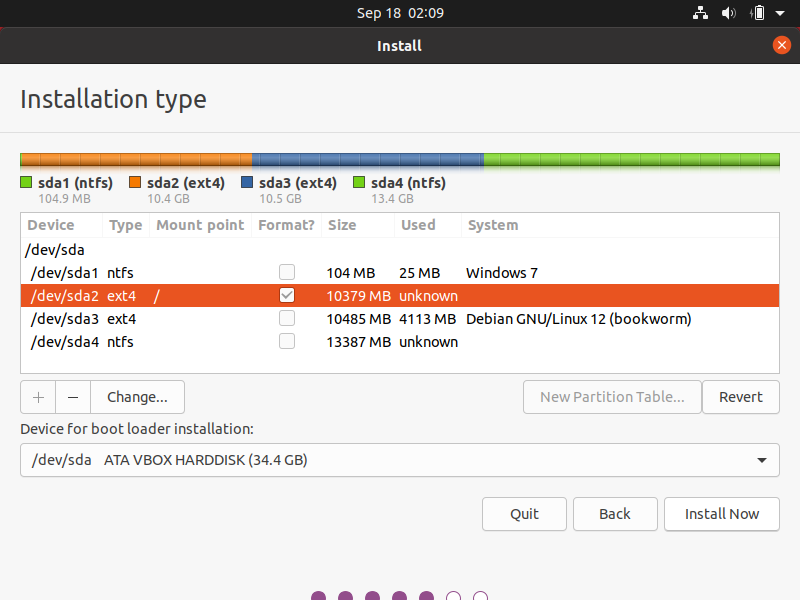 Sep 18 02:09
Install
Installation type
sda1 (ntfs) sda2 (ext4) sda3 (ext4) sda4 (ntfs)
104.9 MB 10.4 GB 10.5 GB 13.4 GB
Device Type Mount point Format? Size Used System
/dev/sda
/dev/sda1 ntfs 104 MB 25 MB Windows 7
/dev/sda2 ext4 / 10379 MB unknown
/dev/sda3 ext4 10485 MB 4113 MB Debian GNU/Linux 12 (bookworm)
/dev/sda4 ntfs 13387 MB unknown
+ − Change... New Partition Table... Revert
Device for boot loader installation:
/dev/sda ATA VBOX HARDDISK (34.4 GB)
Quit Back Install Now